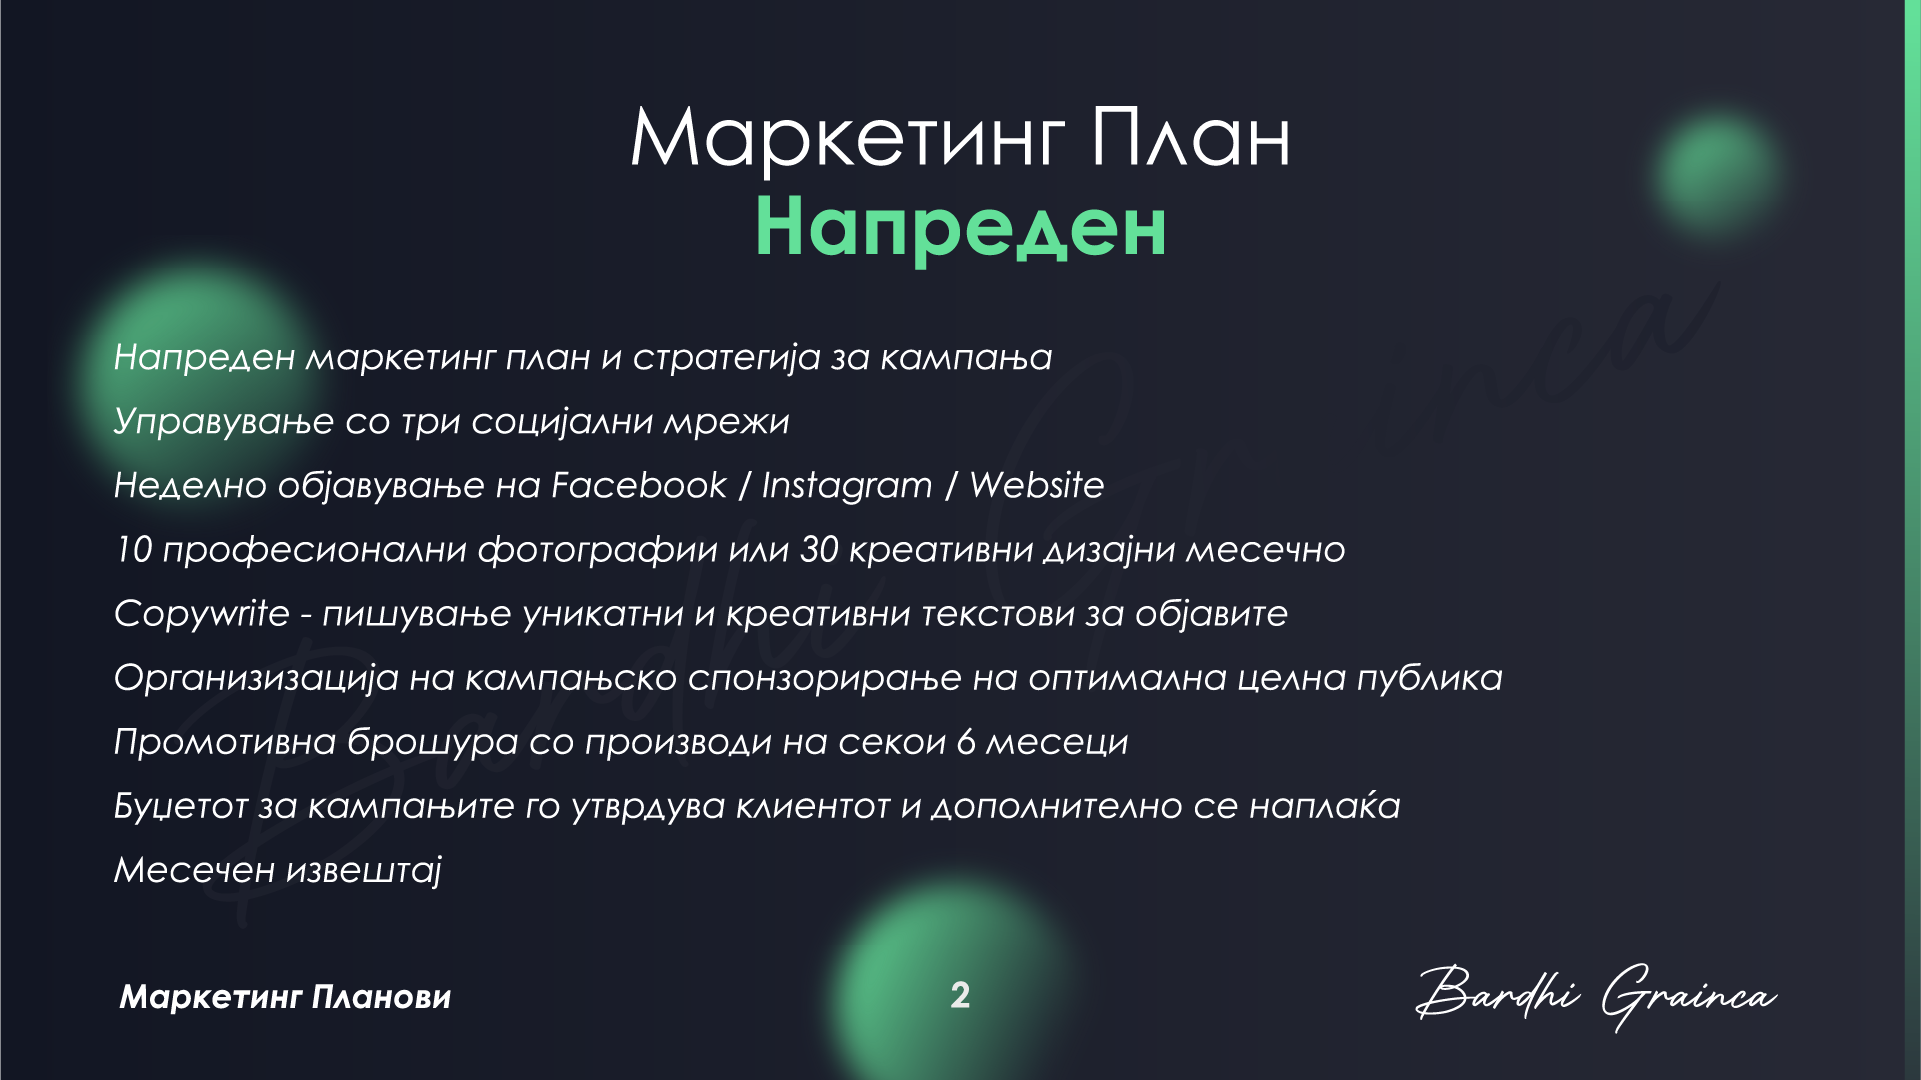 Маркетинг План
Напреден
Напреден маркетинг план и стратегија за кампања
Управување со три социјални мрежи
Неделно објавување на Facebook / Instagram / Website
10 професионални фотографии или 30 креативни дизајни месечно
Copywrite - пишување уникатни и креативни текстови за објавите
Организизација на кампањско спонзорирање на оптимална целна публика
Промотивна брошура со производи на секои 6 месеци
Буџетот за кампањите го утврдува клиентот и дополнително се наплаќа
Месечен извештај
Маркетинг Планови
2
Bardhi Grainca
Bardhi Grainca